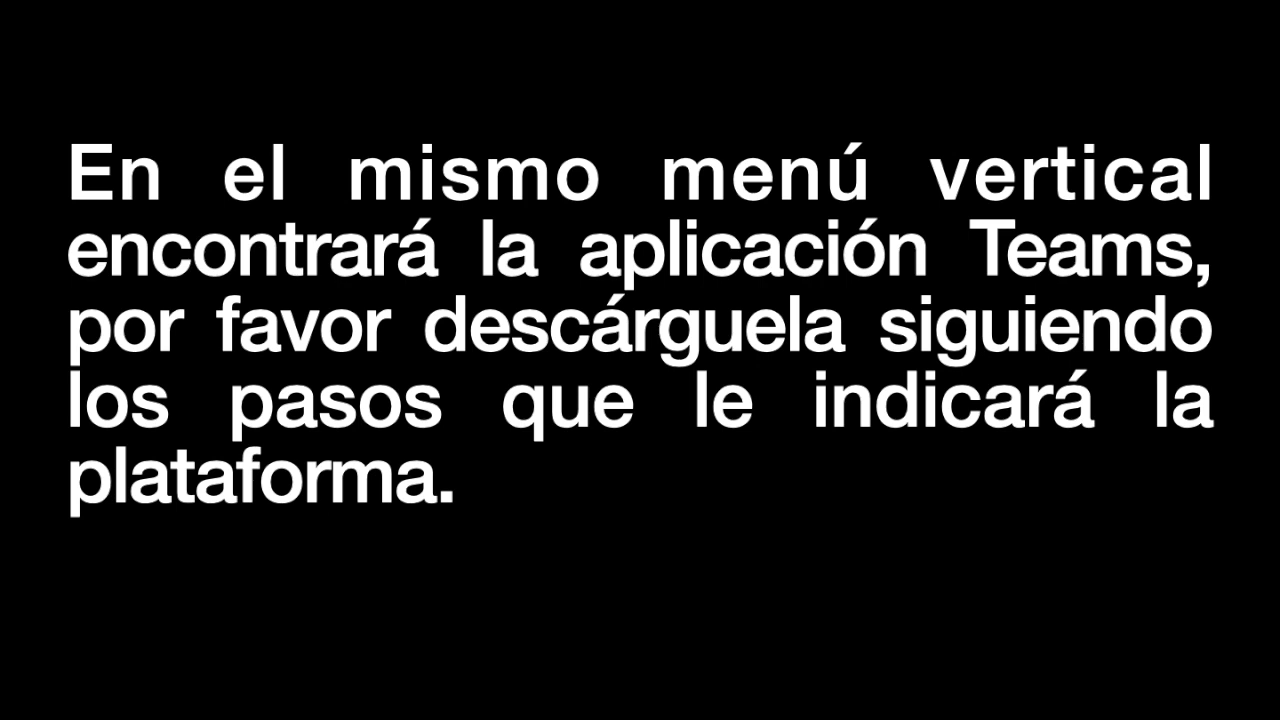 En el mismo menú vertical
encontrará la aplicación Teams,
por favor descárguela siguiendo
los pasos que le indicará la
plataforma.